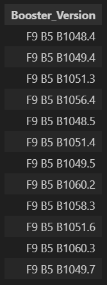 Booster_Version
F9 B5 B1048.4
F9 B5 B1049.4
F9 B5 B1051.3
F9 B5 B1056.4
F9 B5 B1048.5
F9 B5 B1051.4
F9 B5 B1049.5
F9 B5 B1060.2
F9 B5 B1058.3
F9 B5 B1051.6
F9 B5 B1060.3
F9 B5 B1049.7